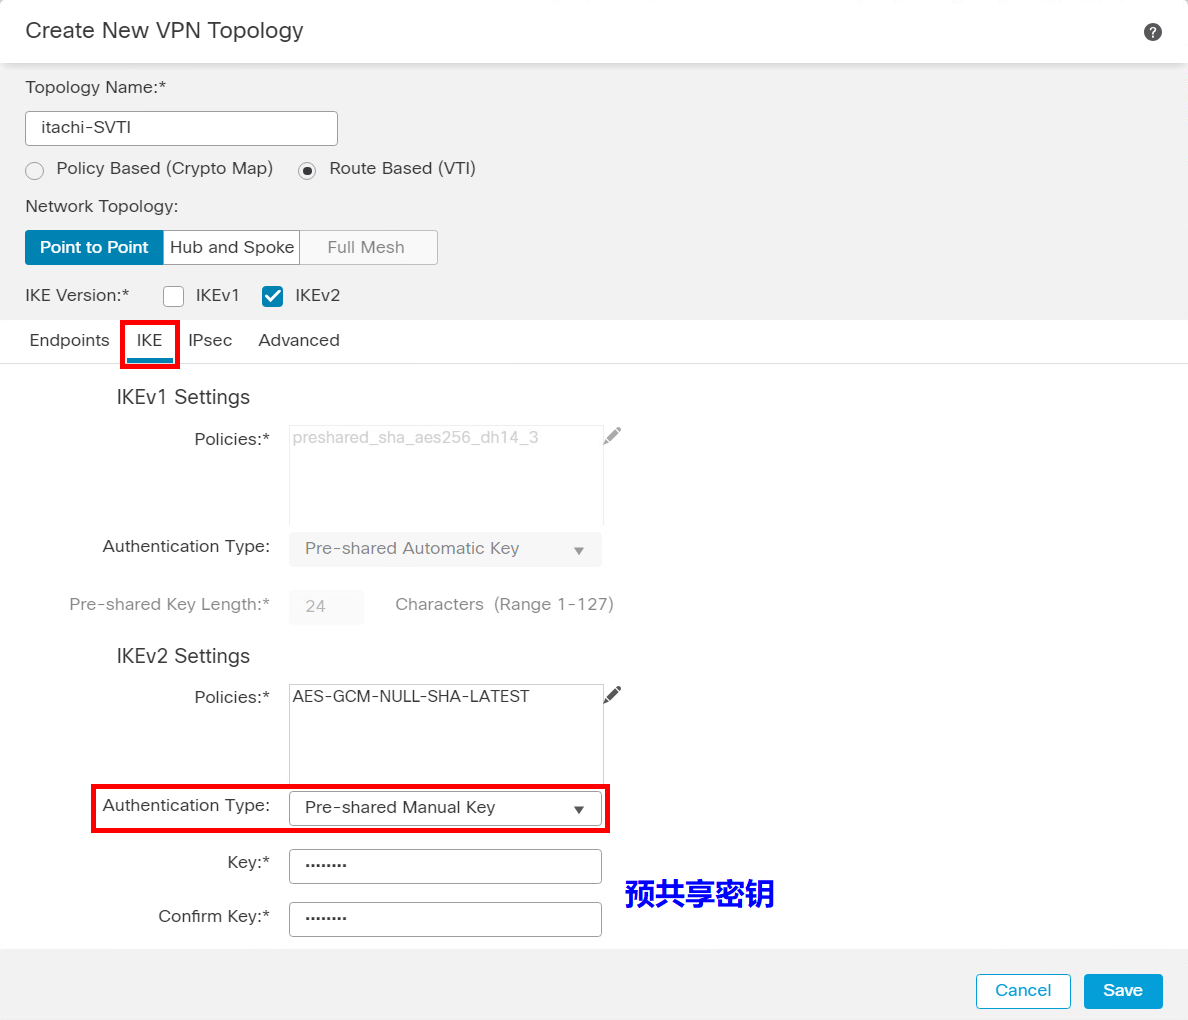 Create New VPN Topology
?
Topology Name:*
itachi-SVTI
Policy Based (Crypto Map) Route Based (VTI)
Network Topology:
Point to Point Hub and Spoke Full Mesh
IKE Version:* IKEv1 IKEv2
Endpoints IKE IPsec Advanced
IKEv1 Settings
Policies:* preshared_sha_aes256_dh14_3
Authentication Type: Pre-shared Automatic Key
Pre-shared Key Length:* 24 Characters (Range 1-127)
IKEv2 Settings
Policies:* AES-GCM-NULL-SHA-LATEST
Authentication Type: Pre-shared Manual Key
Key:* ········
预共享密钥
Confirm Key:* ········
Cancel Save